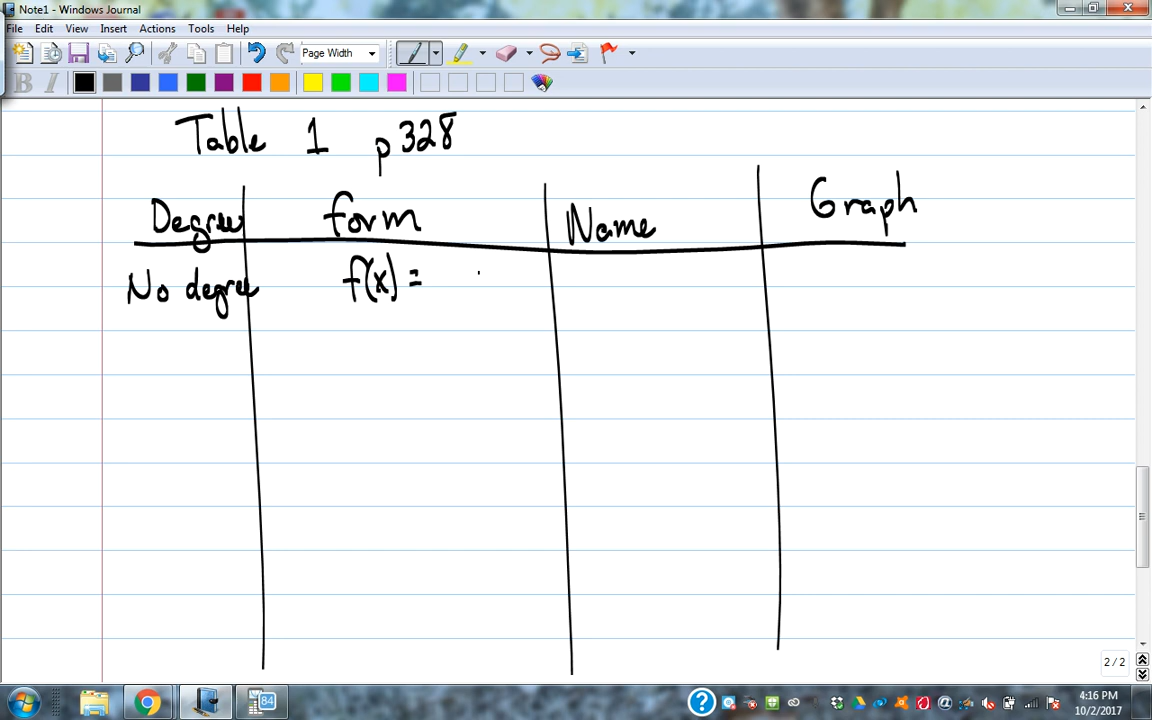 Note1 - Windows Journal
File Edit View Insert Actions Tools Help
Page Width
B I
Table 1 p328
Degree form Name Graph
No degree f(x) =
2 / 2
84
4:16 PM
10/2/2017